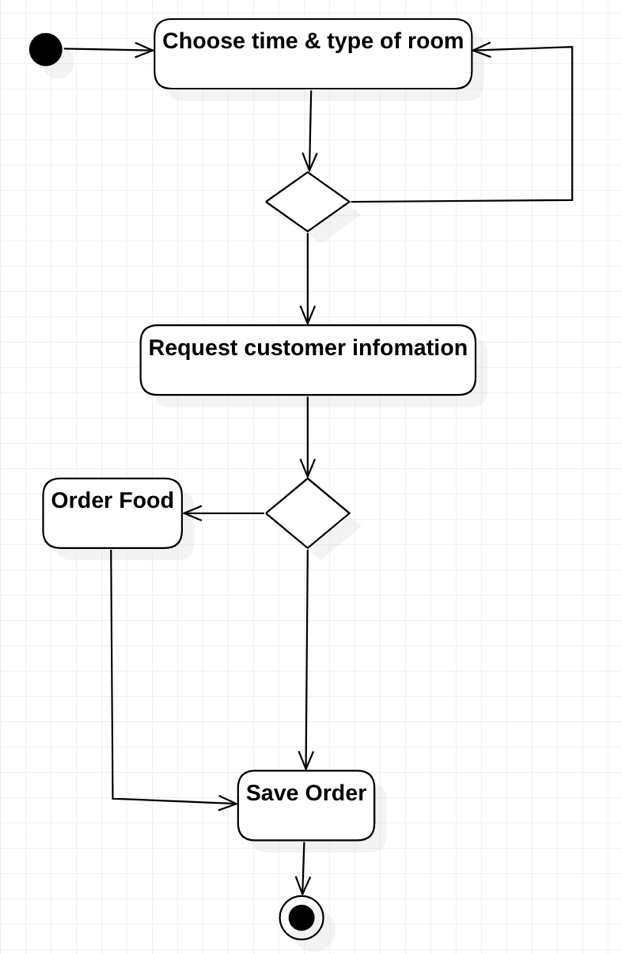 Choose time & type of room
Request customer infomation
Order Food
Save Order